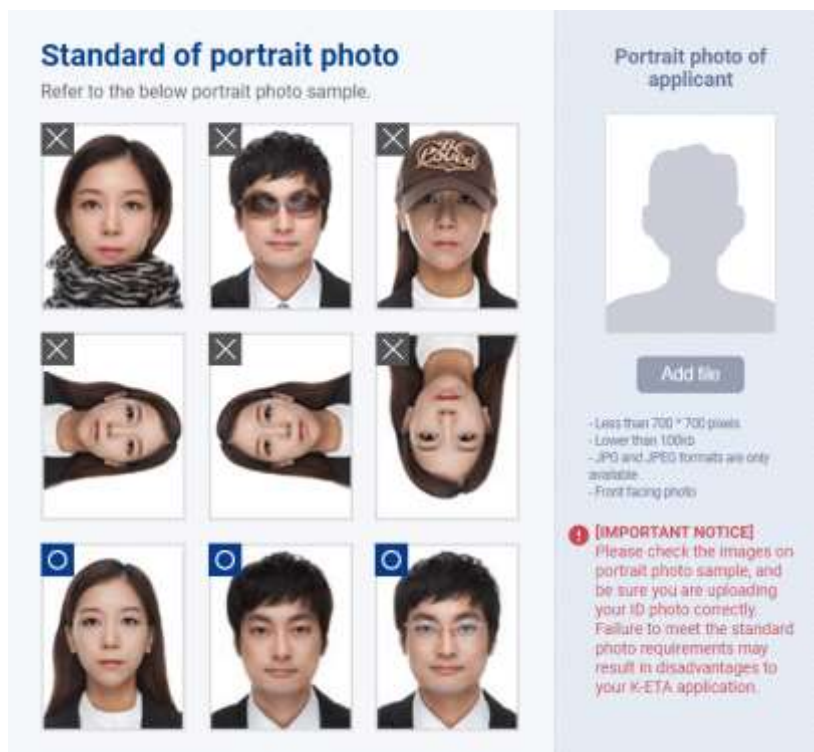 Standard of portrait photo
Refer to the below portrait photo sample.
Be
Loved
Portrait photo of
applicant
Add file
- Less than 700 * 700 pixels
- Lower than 100kb
- JPG and JPEG formats are only
available
- Front facing photo
[IMPORTANT NOTICE]
Please check the images on
portrait photo sample, and
be sure you are uploading
your ID photo correctly.
Failure to meet the standard
photo requirements may
result in disadvantages to
your K-ETA application.